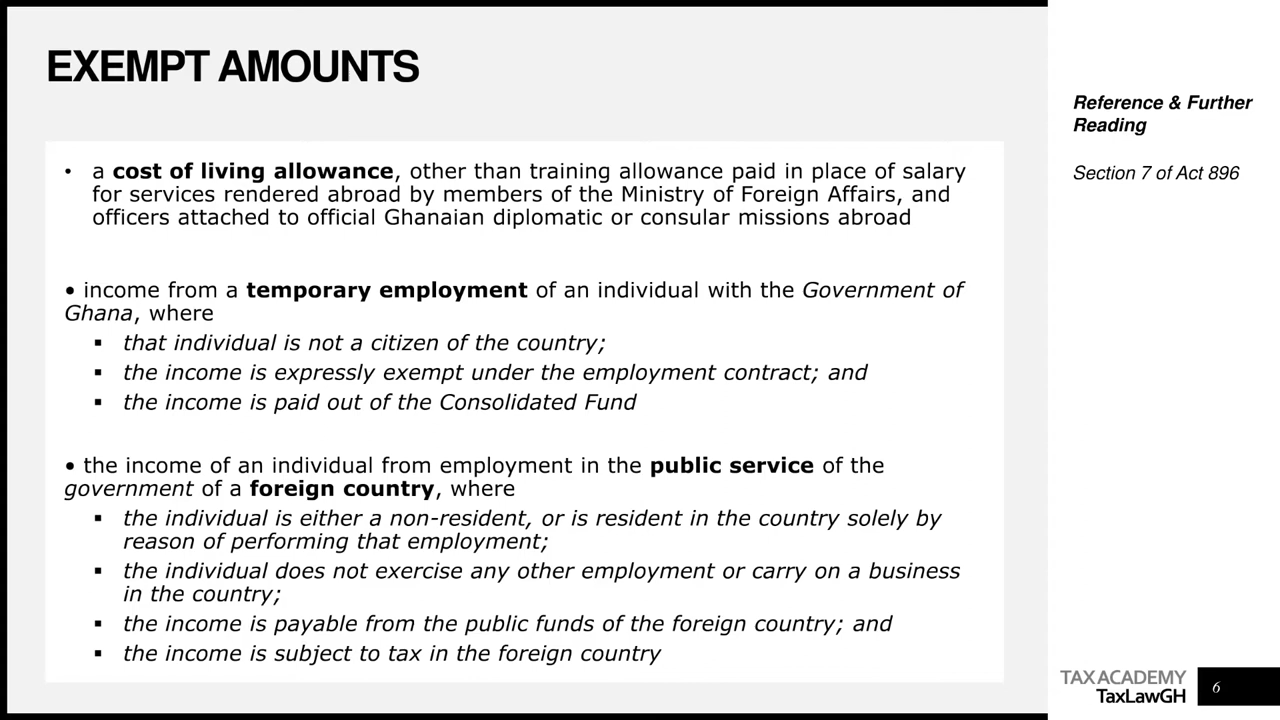 EXEMPT AMOUNTS
• a cost of living allowance, other than training allowance paid in place of salary
for services rendered abroad by members of the Ministry of Foreign Affairs, and
officers attached to official Ghanaian diplomatic or consular missions abroad
• income from a temporary employment of an individual with the Government of
Ghana, where
▪ that individual is not a citizen of the country;
▪ the income is expressly exempt under the employment contract; and
▪ the income is paid out of the Consolidated Fund
• the income of an individual from employment in the public service of the
government of a foreign country, where
▪ the individual is either a non-resident, or is resident in the country solely by
reason of performing that employment;
▪ the individual does not exercise any other employment or carry on a business
in the country;
▪ the income is payable from the public funds of the foreign country; and
▪ the income is subject to tax in the foreign country
Reference & Further
Reading
Section 7 of Act 896
TAX ACADEMY
TaxLawGH
6